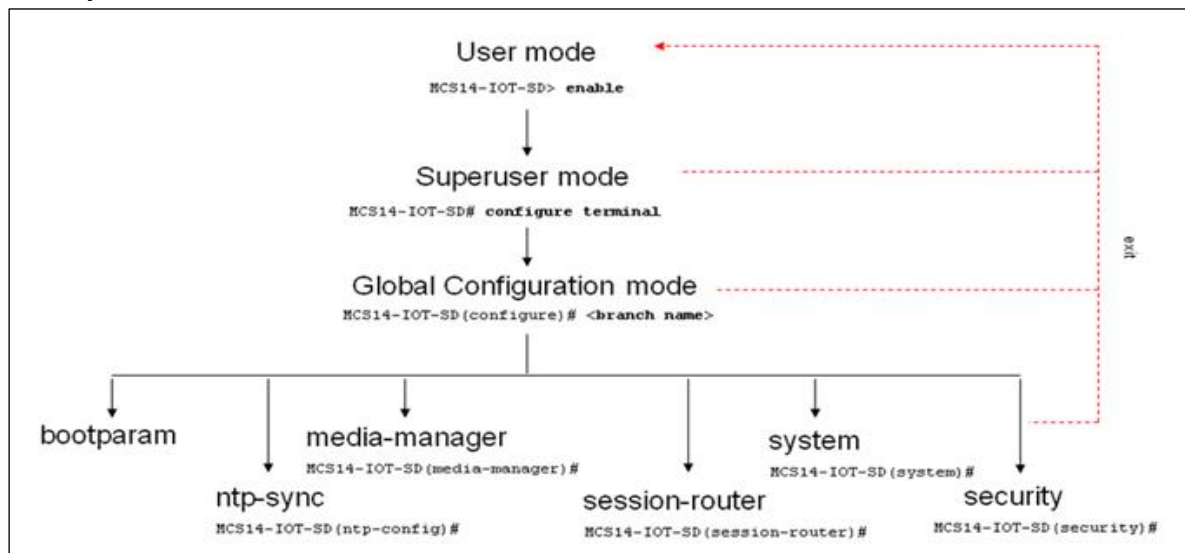 User mode
MCS14-IOT-SD> enable
Superuser mode
MCS14-IOT-SD# configure terminal
exit
Global Configuration mode
MCS14-IOT-SD(configure)# <branch name>
bootparam
media-manager
MCS14-IOT-SD(media-manager)#
system
MCS14-IOT-SD(system)#
ntp-sync
MCS14-IOT-SD(ntp-config)#
session-router
MCS14-IOT-SD(session-router)#
security
MCS14-IOT-SD(security)#